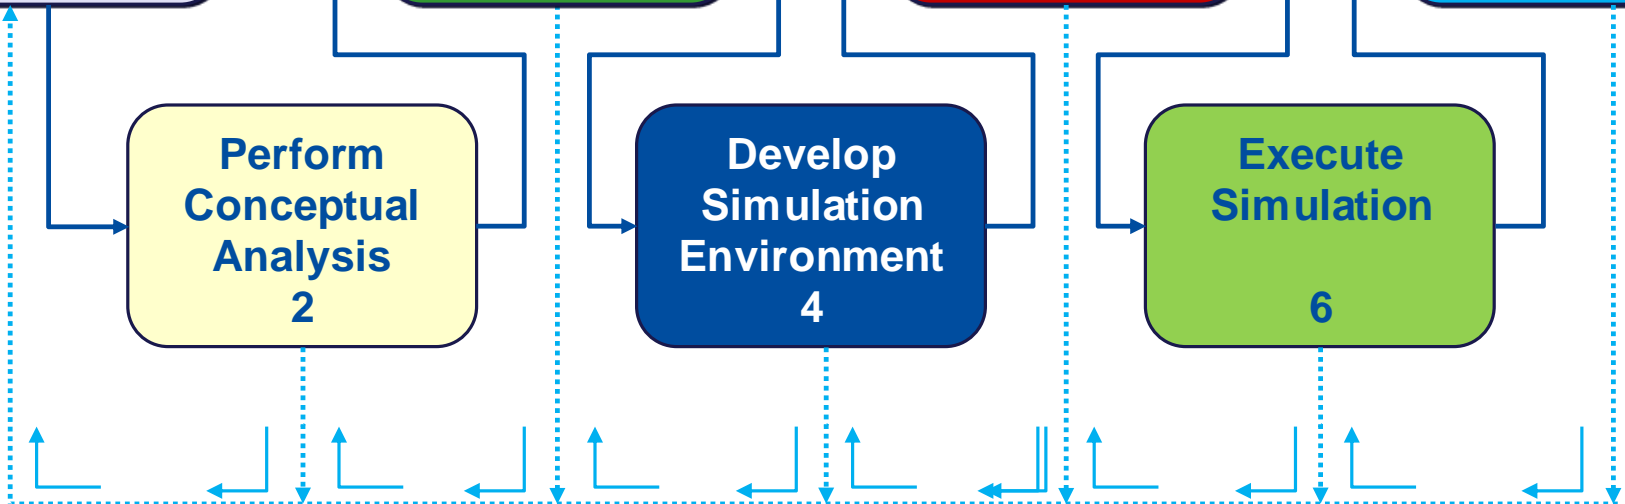 Perform
Conceptual
Analysis
2
Develop
Simulation
Environment
4
Execute
Simulation
6